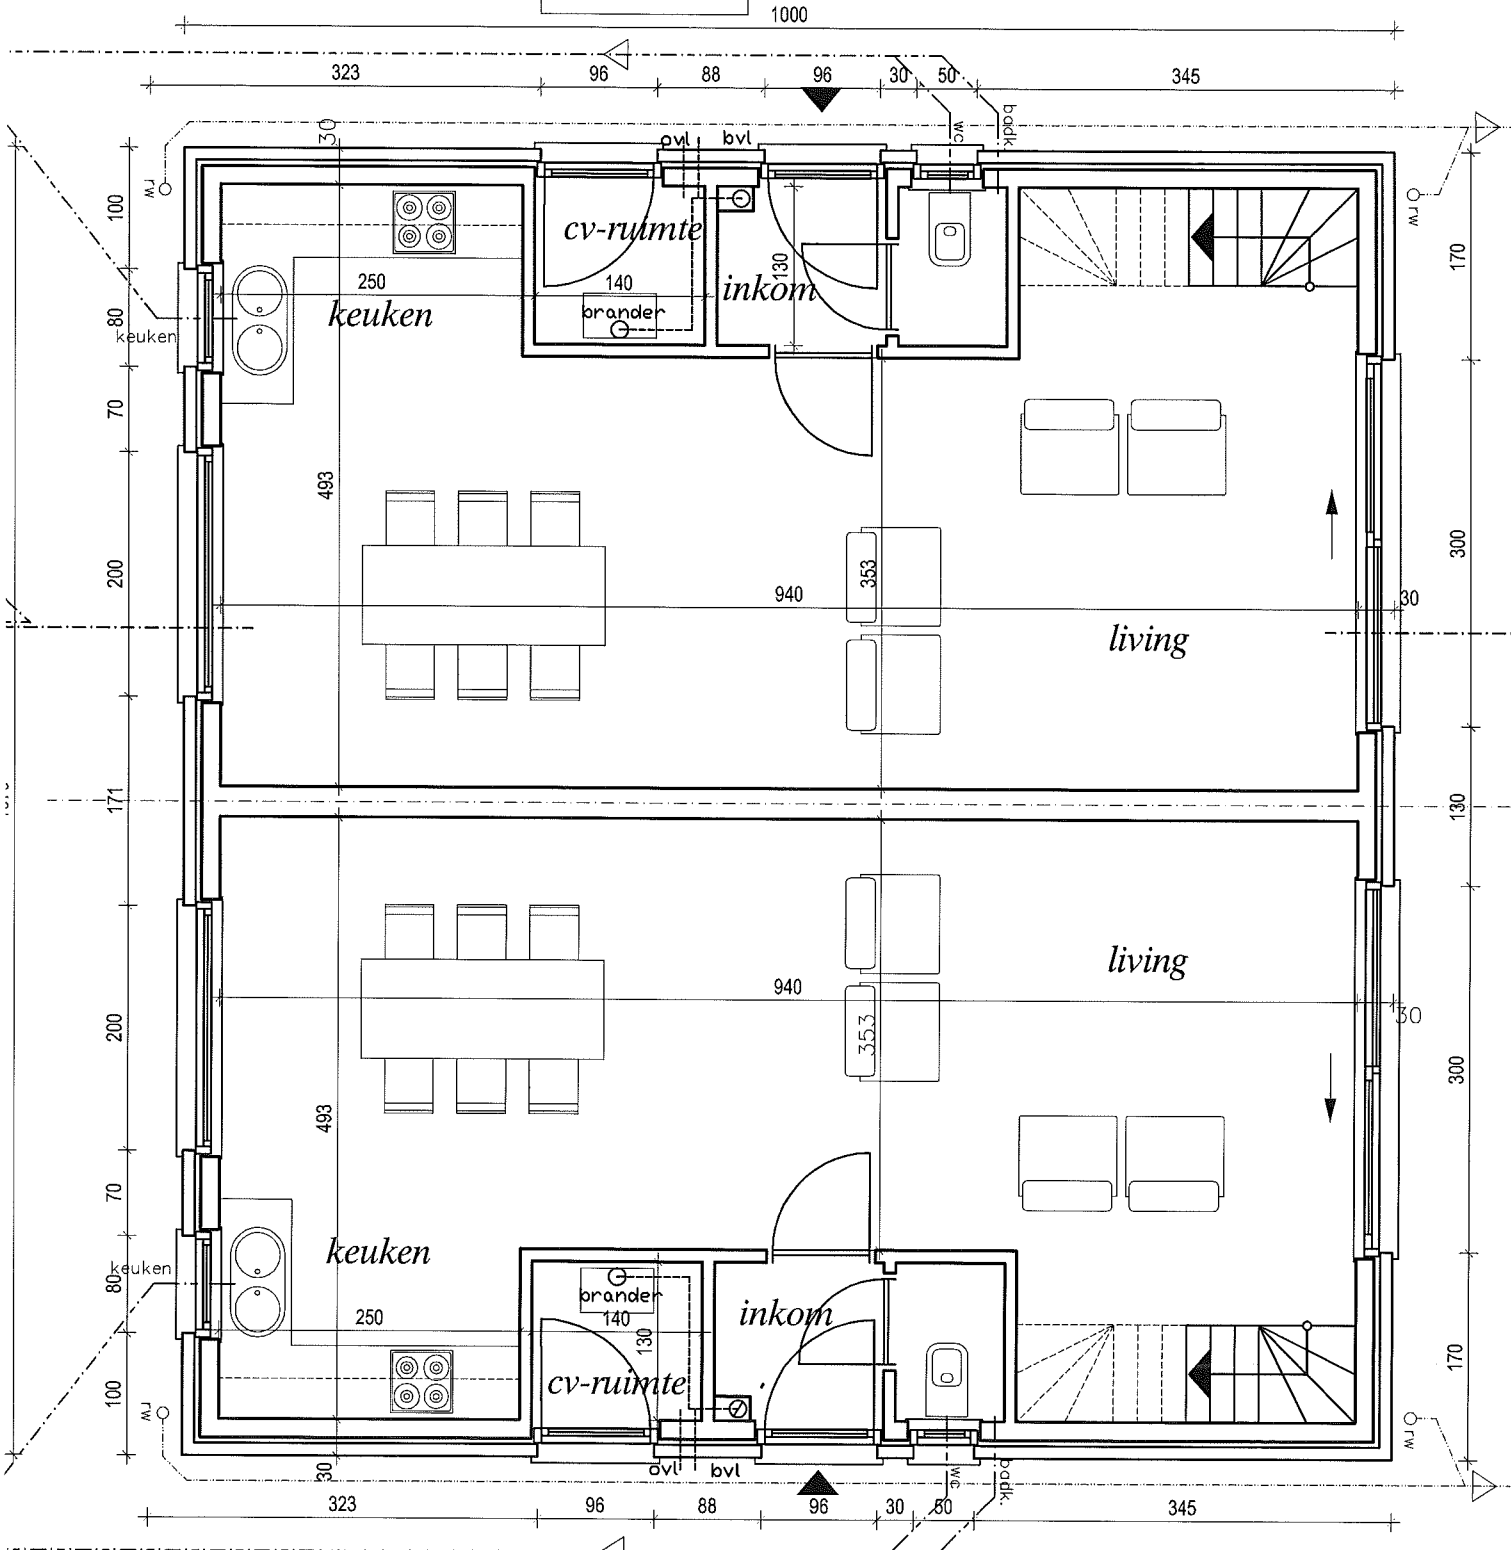 1000
323 96 88 96 30 50 345
30 ovl bvl wc badk
rw rw
100 170
cv-ruimte
250 140 inkom 130
keuken brander
80 keuken
70
493
200 353 300
940 30
living
171 130
living
940
200 353 30
300
493
70
keuken
keuken
80 brander
250 140 130 inkom
170
cv-ruimte
100
rw rw
30 ovl bvl wc badk.
323 96 88 96 30 50 345